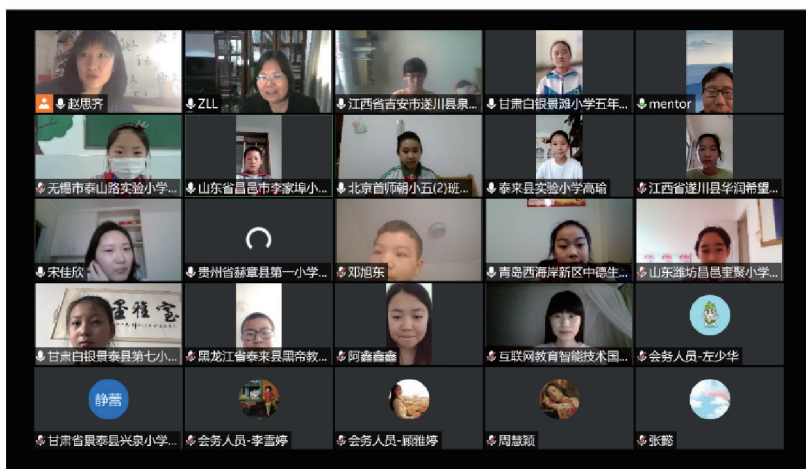 赵思齐
ZLL
江西省吉安市遂川县泉...
甘肃白银景滩小学五年...
mentor
无锡市泰山路实验小学...
山东省昌邑市李家埠小...
北京首师朝小五(2)班...
泰来县实验小学高瑜
江西省遂川县华润希望...
宋佳欣
贵州省赫章县第一小学...
邓旭东
青岛西海岸新区中德生...
山东潍坊昌邑奎聚小学...
室雅
甘肃白银景泰县第七小...
黑龙江省泰来县黑帝教...
阿鑫鑫鑫
互联网教育智能技术国...
会务人员-左少华
静蕾
甘肃省景泰县兴泉小学...
会务人员-李雪婷
会务人员-顾雅婷
周慧颖
张懿